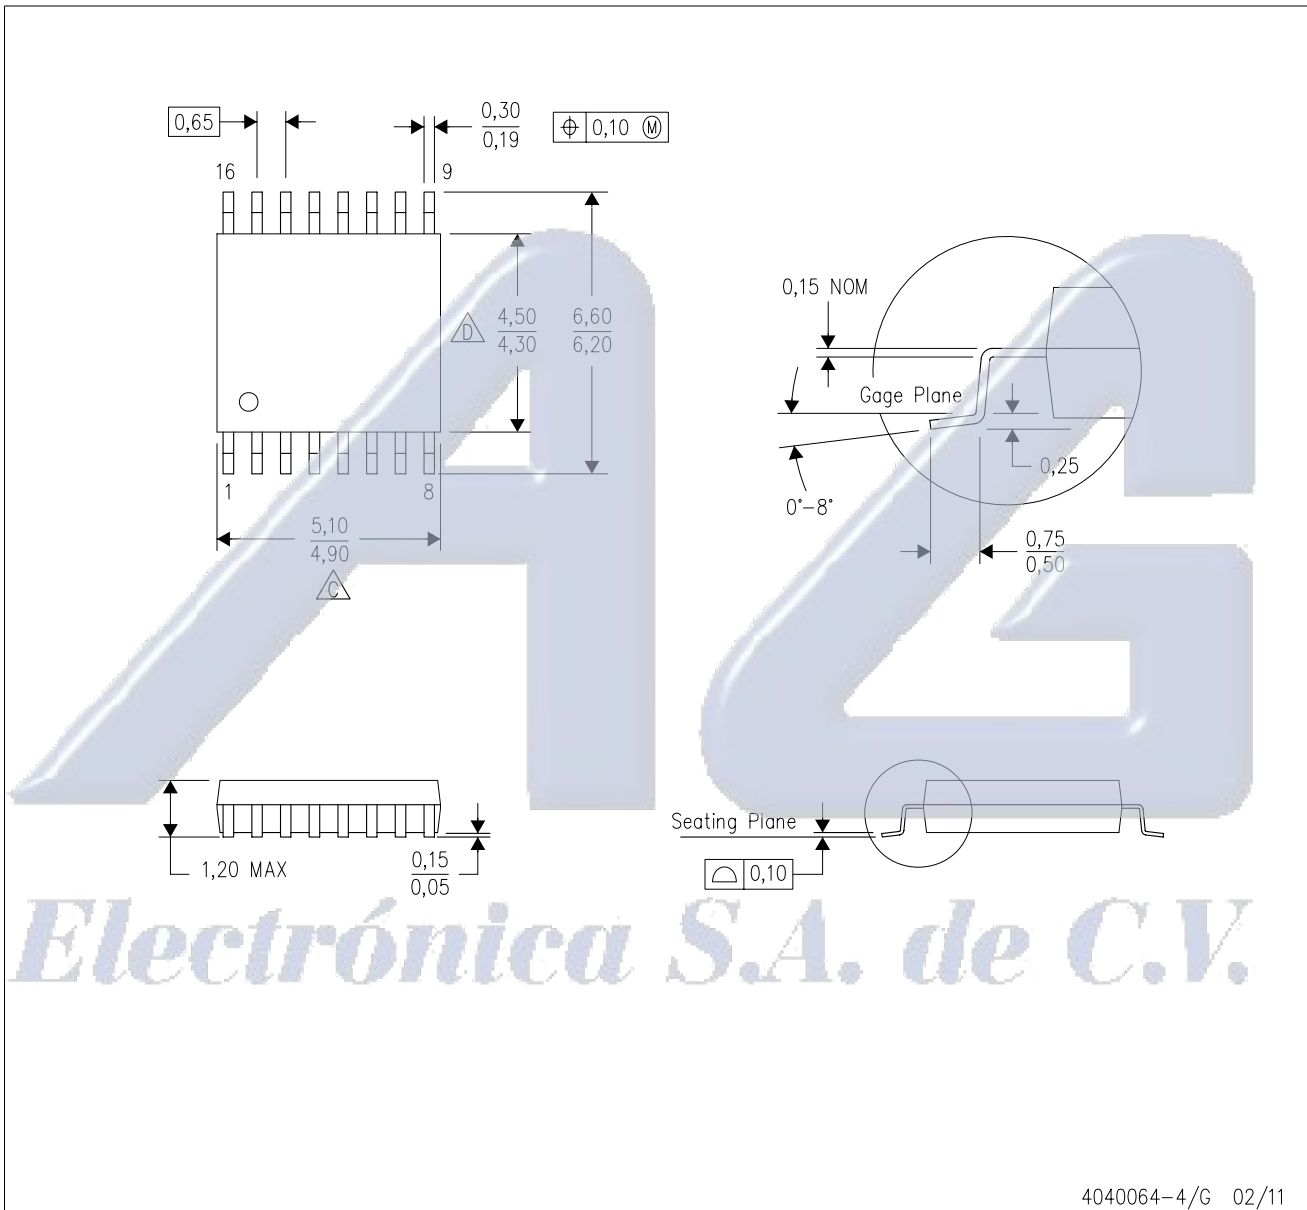 0,65
0,30
0,19
0,10 Ⓜ
16
9
D
4,50
4,30
6,60
6,20
1
8
5,10
4,90
C
0,15 NOM
Gage Plane
0,25
0°–8°
0,75
0,50
1,20 MAX
0,15
0,05
Seating Plane
0,10
Electrónica S.A. de C.V.
4040064-4/G 02/11
AG